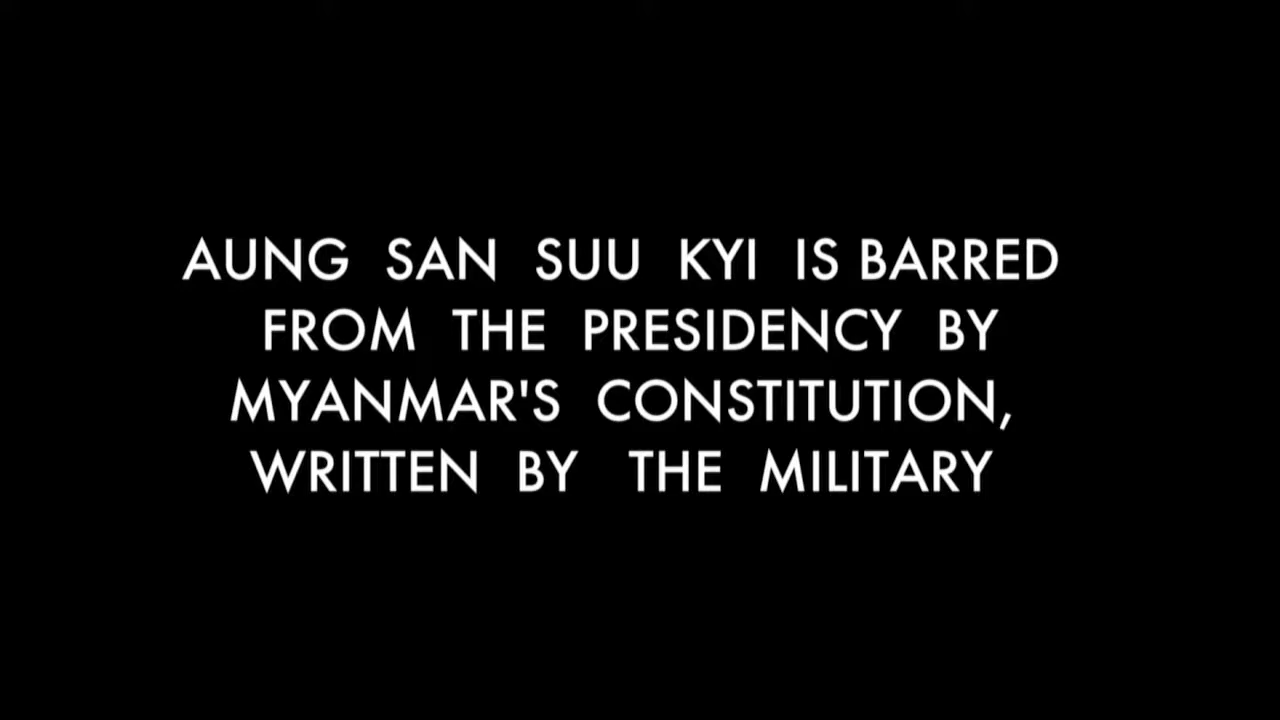 AUNG SAN SUU KYI IS BARRED
FROM THE PRESIDENCY BY
MYANMAR'S CONSTITUTION,
WRITTEN BY THE MILITARY